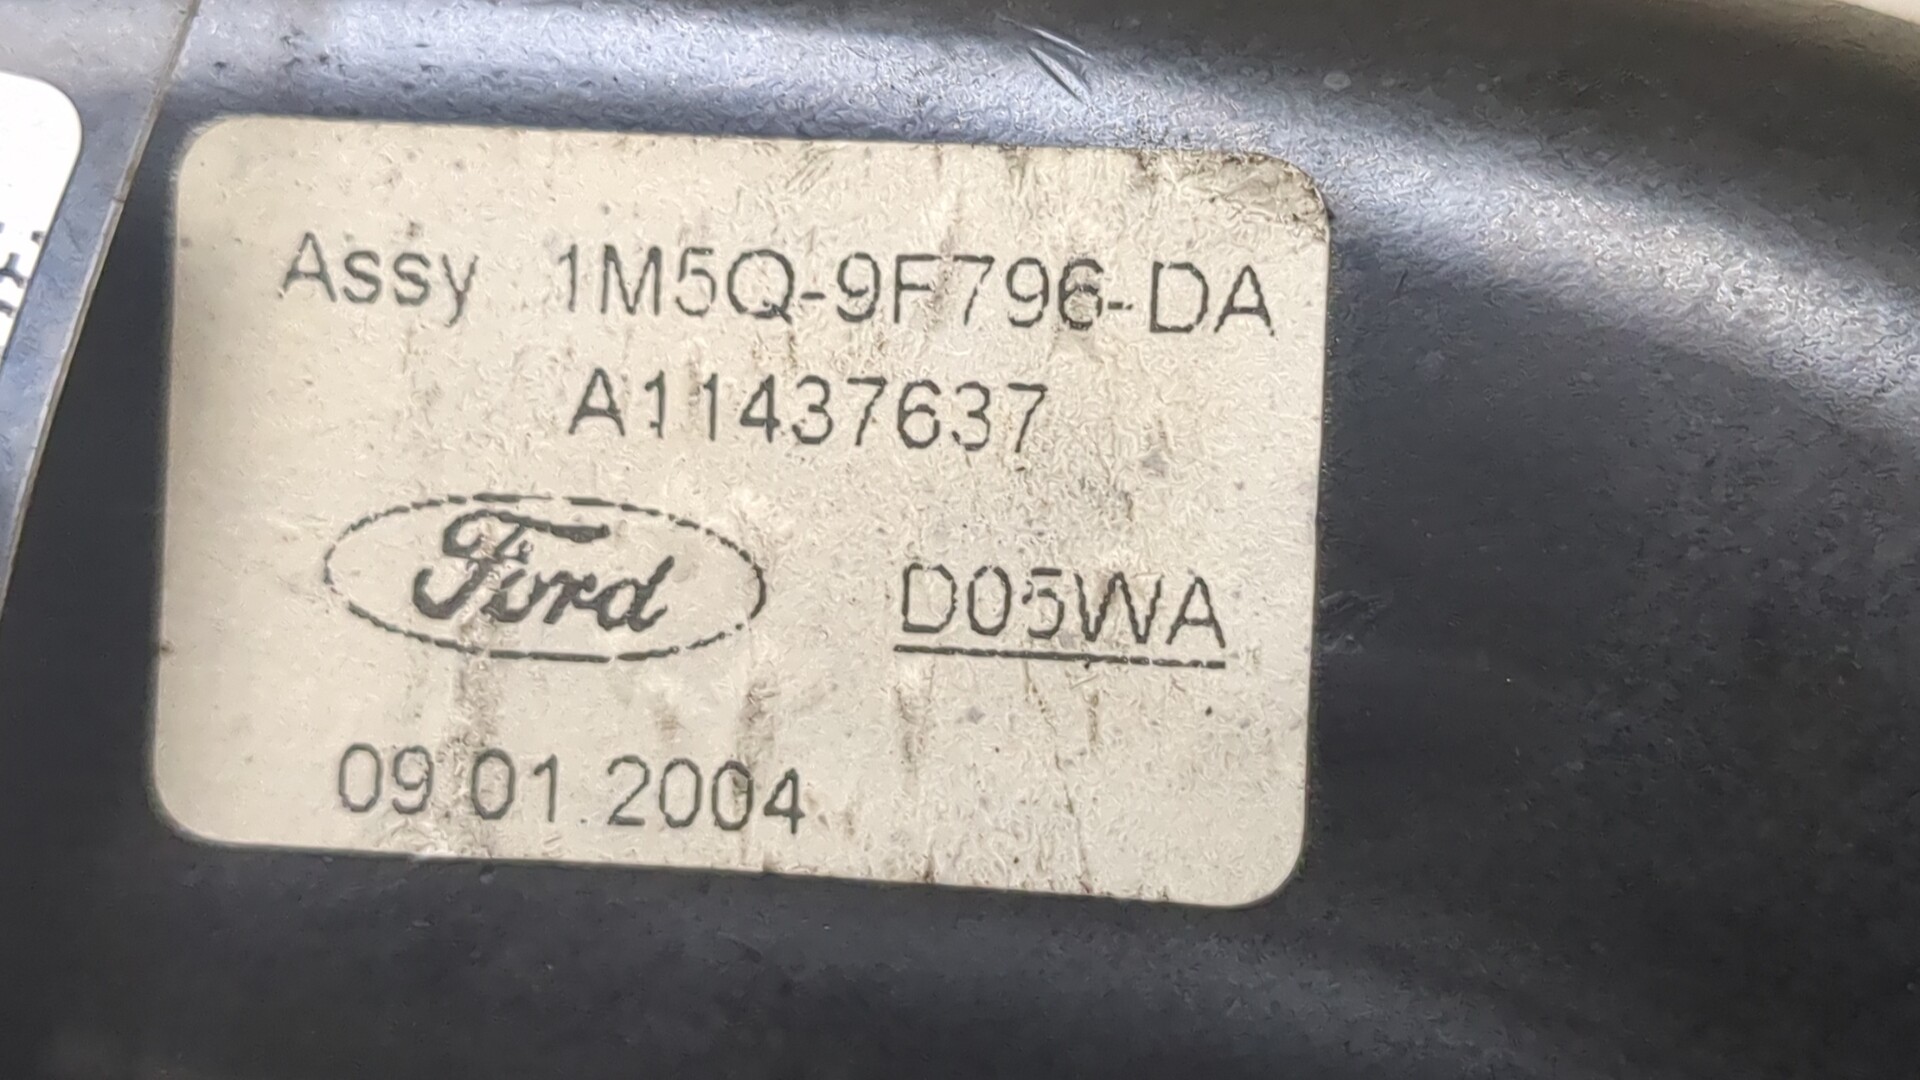 Assy 1M5Q-9F796-DA
A11437637
Ford D05WA
09.01.2004